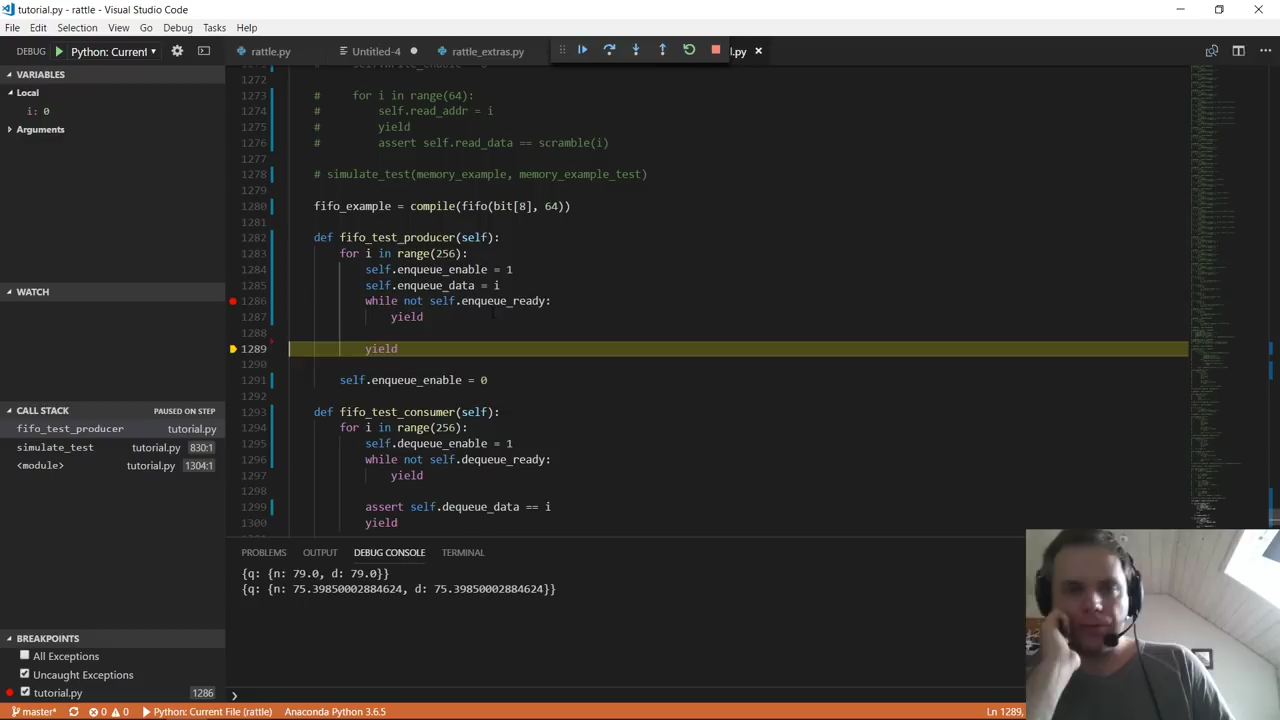 tutorial.py - rattle - Visual Studio Code
File Edit Selection View Go Debug Tasks Help
DEBUG Python: Current
rattle.py Untitled-4 rattle_extras.py l.py
VARIABLES
Local
i: 0
Arguments
WATCH
CALL STACK PAUSED ON STEP
fifo_test_producer tutorial.py
simulate_test tutorial.py 830:1
<module> tutorial.py 1304:1
BREAKPOINTS
All Exceptions
Uncaught Exceptions
tutorial.py 1286
1272
1273 # for i in range(64):
1274 # self.read_addr = i
1275 # yield
1276 # assert self.read_data == scramble(i)
1277
1278 # simulate_test(memory_example, memory_example_test)
1279
1280 fifo_example = compile(fifo(bit[8], 64))
1281
1282 def fifo_test_producer(self):
1283 for i in range(256):
1284 self.enqueue_enable = 1
1285 self.enqueue_data = i
1286 while not self.enqueue_ready:
1287 yield
1288
1289 yield
1290
1291 self.enqueue_enable = 0
1292
1293 def fifo_test_consumer(self):
1294 for i in range(256):
1295 self.dequeue_enable = 1
1296 while not self.dequeue_ready:
1297 yield
1298
1299 assert self.dequeue_data == i
1300 yield
PROBLEMS OUTPUT DEBUG CONSOLE TERMINAL
{q: {n: 79.0, d: 79.0}}
{q: {n: 75.39850002884624, d: 75.39850002884624}}
master* 0 0 Python: Current File (rattle) Anaconda Python 3.6.5 Ln 1289,